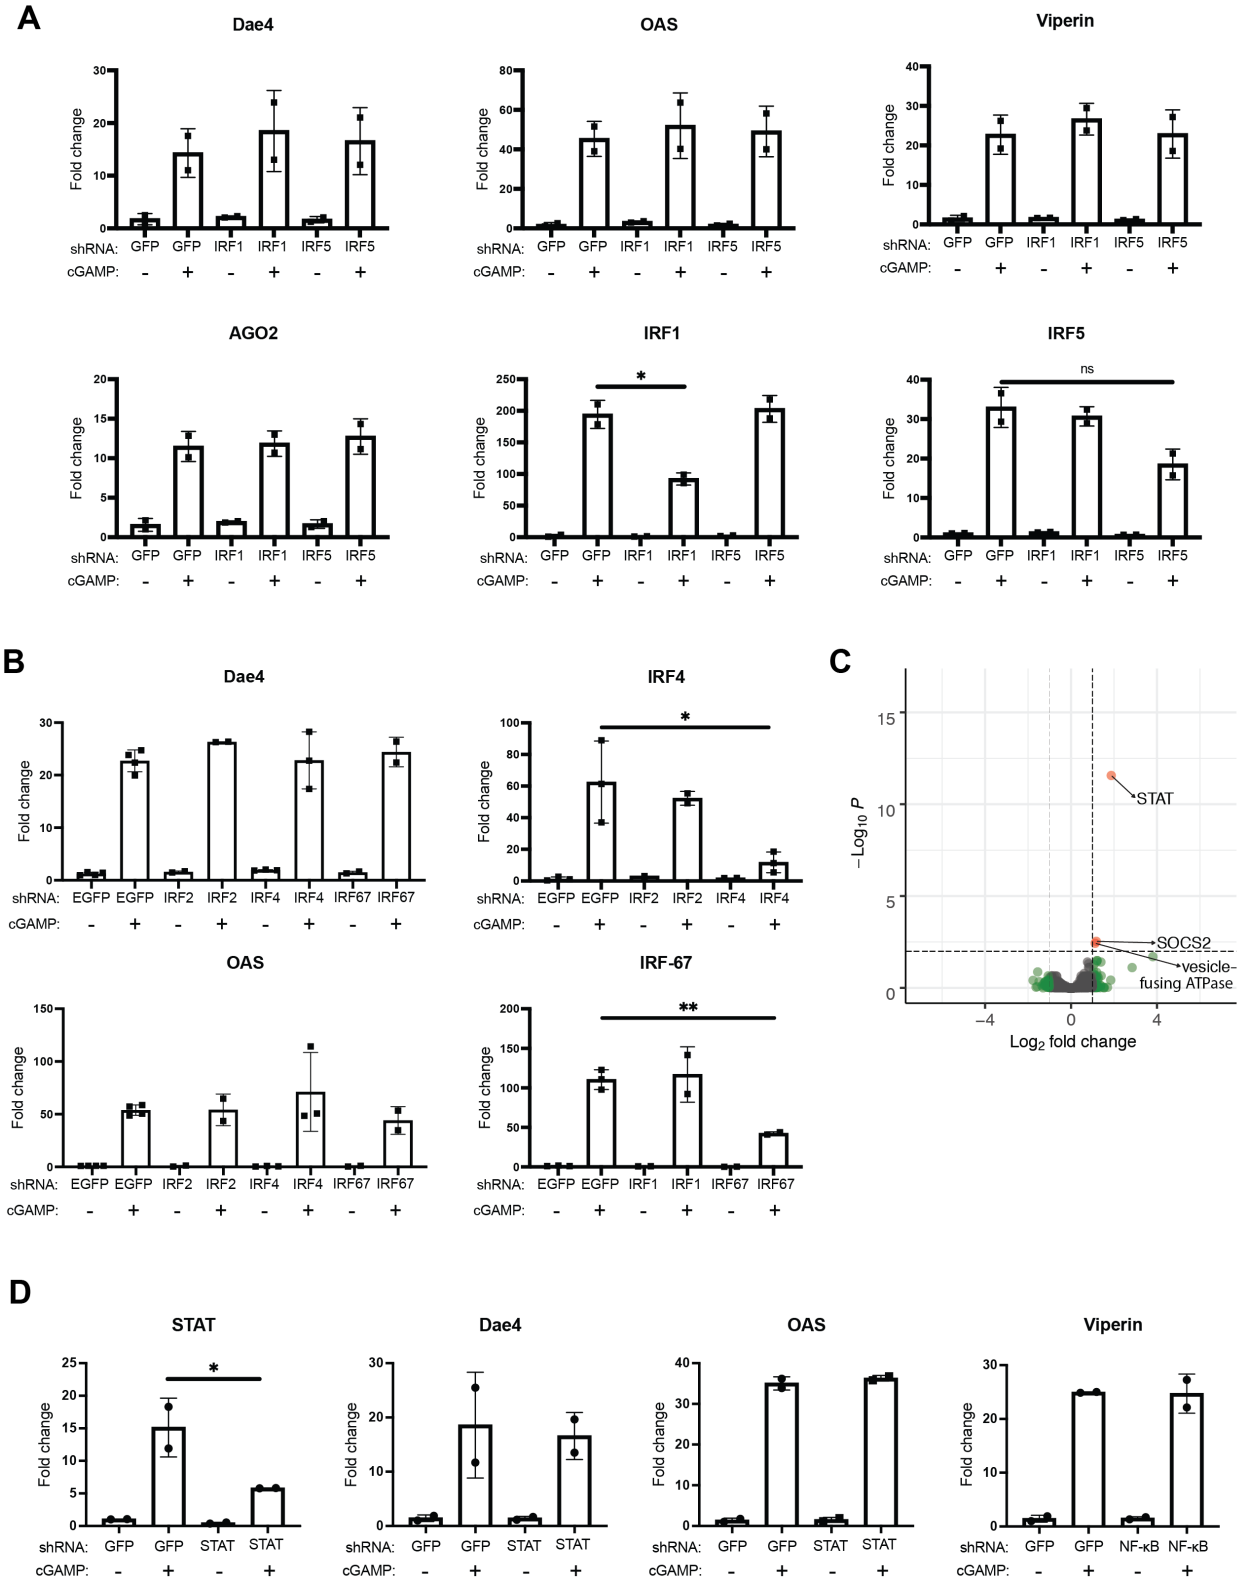 A
Dae4
OAS
Viperin
Fold change
30
20
10
0
Fold change
80
60
40
20
0
Fold change
40
30
20
10
0
shRNA: GFP GFP IRF1 IRF1 IRF5 IRF5
cGAMP: - + - + - +
shRNA: GFP GFP IRF1 IRF1 IRF5 IRF5
cGAMP: - + - + - +
shRNA: GFP GFP IRF1 IRF1 IRF5 IRF5
cGAMP: - + - + - +
AGO2
IRF1
IRF5
Fold change
20
15
10
5
0
Fold change
250
200
150
100
50
0
*
Fold change
40
30
20
10
0
ns
shRNA: GFP GFP IRF1 IRF1 IRF5 IRF5
cGAMP: - + - + - +
shRNA: GFP GFP IRF1 IRF1 IRF5 IRF5
cGAMP: - + - + - +
shRNA: GFP GFP IRF1 IRF1 IRF5 IRF5
cGAMP: - + - + - +
B
Dae4
Fold change
30
20
10
0
shRNA: EGFP EGFP IRF2 IRF2 IRF4 IRF4 IRF67 IRF67
cGAMP: - + - + - + - +
IRF4
Fold change
100
80
60
40
20
0
*
shRNA: EGFP EGFP IRF2 IRF2 IRF4 IRF4
cGAMP: - + - + - +
OAS
Fold change
150
100
50
0
shRNA: EGFP EGFP IRF2 IRF2 IRF4 IRF4 IRF67 IRF67
cGAMP: - + - + - + - +
IRF-67
Fold change
200
150
100
50
0
**
shRNA: EGFP EGFP IRF1 IRF1 IRF67 IRF67
cGAMP: - + - + - +
C
−Log10 P
15
10
5
0
STAT
SOCS2
vesicle-
fusing ATPase
−4 0 4
Log2 fold change
D
STAT
Fold change
25
20
15
10
5
0
*
shRNA: GFP GFP STAT STAT
cGAMP: - + - +
Dae4
Fold change
30
20
10
0
shRNA: GFP GFP STAT STAT
cGAMP: - + - +
OAS
Fold change
40
30
20
10
0
shRNA: GFP GFP STAT STAT
cGAMP: - + - +
Viperin
Fold change
30
20
10
0
shRNA: GFP GFP NF-κB NF-κB
cGAMP: - + - +